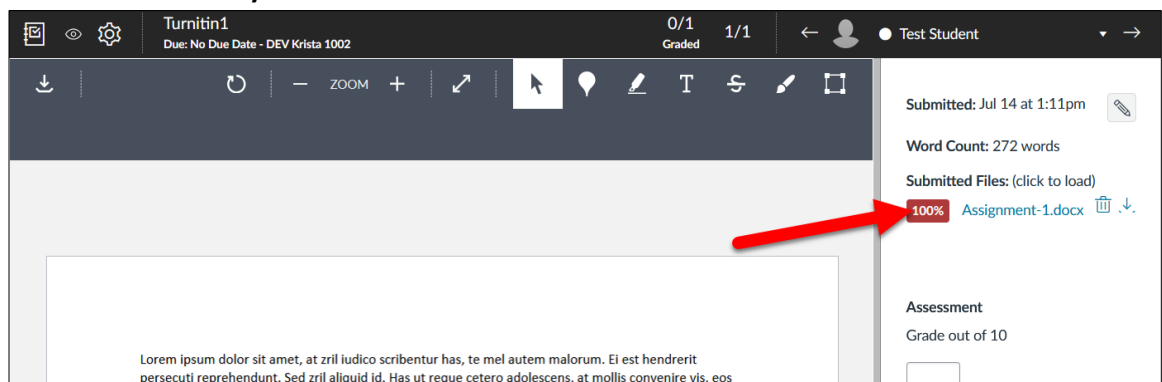 Turnitin1
Due: No Due Date - DEV Krista 1002
0/1
Graded
1/1
Test Student
ZOOM
T
S
Submitted: Jul 14 at 1:11pm
Word Count: 272 words
Submitted Files: (click to load)
100% Assignment-1.docx
Assessment
Grade out of 10
Lorem ipsum dolor sit amet, at zril iudico scribentur has, te mel autem malorum. Ei est hendrerit
persecuti reprehendunt. Sed zril aliquid id. Has ut reque cetero adolescens, at mollis convenire vis, eos